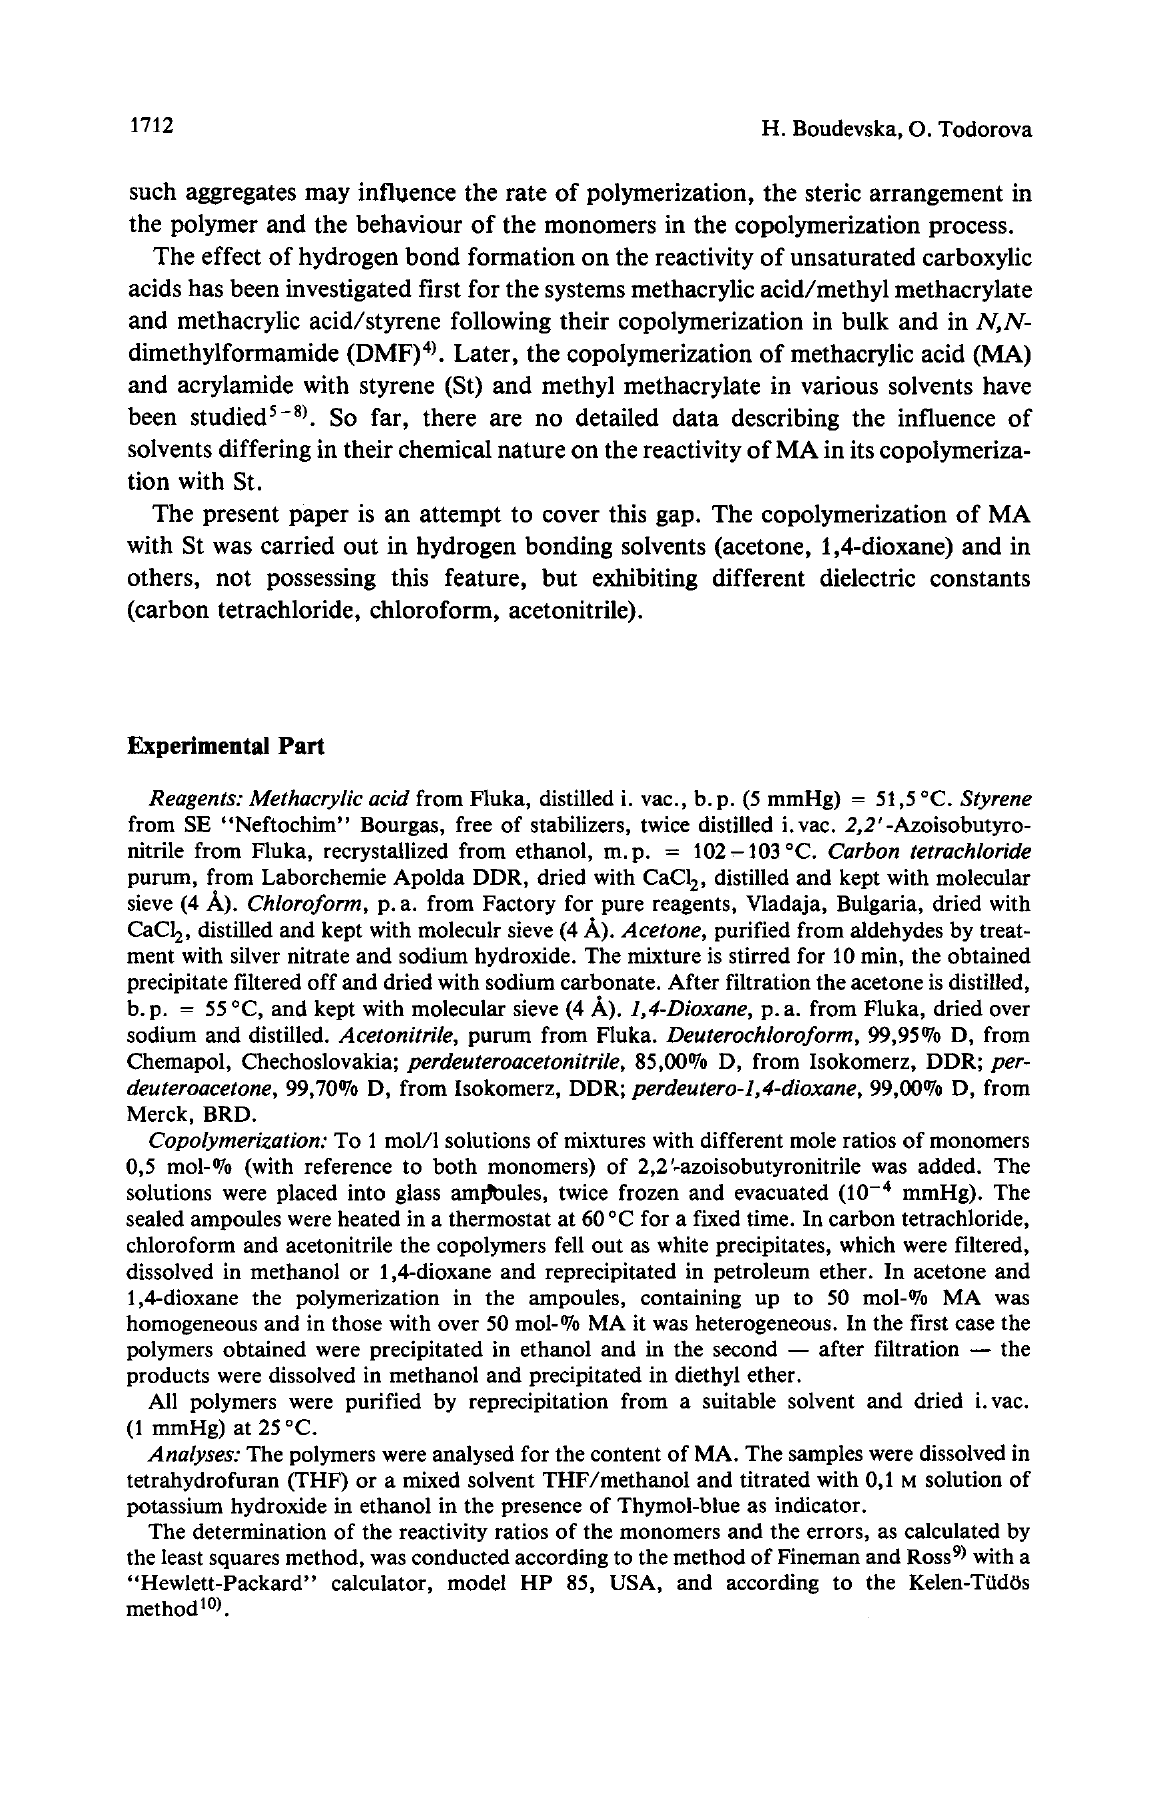 1712
H. Boudevska, O. Todorova
such aggregates may influence the rate of polymerization, the steric arrangement in
the polymer and the behaviour of the monomers in the copolymerization process.
The effect of hydrogen bond formation on the reactivity of unsaturated carboxylic
acids has been investigated first for the systems methacrylic acid/methyl methacrylate
and methacrylic acid/styrene following their copolymerization in bulk and in N,N-
dimethylformamide (DMF)⁴⁾. Later, the copolymerization of methacrylic acid (MA)
and acrylamide with styrene (St) and methyl methacrylate in various solvents have
been studied⁵⁻⁸⁾. So far, there are no detailed data describing the influence of
solvents differing in their chemical nature on the reactivity of MA in its copolymeriza-
tion with St.
The present paper is an attempt to cover this gap. The copolymerization of MA
with St was carried out in hydrogen bonding solvents (acetone, 1,4-dioxane) and in
others, not possessing this feature, but exhibiting different dielectric constants
(carbon tetrachloride, chloroform, acetonitrile).
Experimental Part
Reagents: Methacrylic acid from Fluka, distilled i. vac., b.p. (5 mmHg) = 51,5 °C. Styrene
from SE "Neftochim" Bourgas, free of stabilizers, twice distilled i. vac. 2,2'-Azoisobutyro-
nitrile from Fluka, recrystallized from ethanol, m.p. = 102–103 °C. Carbon tetrachloride
purum, from Laborchemie Apolda DDR, dried with CaCl₂, distilled and kept with molecular
sieve (4 Å). Chloroform, p.a. from Factory for pure reagents, Vladaja, Bulgaria, dried with
CaCl₂, distilled and kept with moleculr sieve (4 Å). Acetone, purified from aldehydes by treat-
ment with silver nitrate and sodium hydroxide. The mixture is stirred for 10 min, the obtained
precipitate filtered off and dried with sodium carbonate. After filtration the acetone is distilled,
b.p. = 55 °C, and kept with molecular sieve (4 Å). 1,4-Dioxane, p.a. from Fluka, dried over
sodium and distilled. Acetonitrile, purum from Fluka. Deuterochloroform, 99,95% D, from
Chemapol, Chechoslovakia; perdeuteroacetonitrile, 85,00% D, from Isokomerz, DDR; per-
deuteroacetone, 99,70% D, from Isokomerz, DDR; perdeutero-1,4-dioxane, 99,00% D, from
Merck, BRD.
Copolymerization: To 1 mol/l solutions of mixtures with different mole ratios of monomers
0,5 mol-% (with reference to both monomers) of 2,2'-azoisobutyronitrile was added. The
solutions were placed into glass ampoules, twice frozen and evacuated (10⁻⁴ mmHg). The
sealed ampoules were heated in a thermostat at 60 °C for a fixed time. In carbon tetrachloride,
chloroform and acetonitrile the copolymers fell out as white precipitates, which were filtered,
dissolved in methanol or 1,4-dioxane and reprecipitated in petroleum ether. In acetone and
1,4-dioxane the polymerization in the ampoules, containing up to 50 mol-% MA was
homogeneous and in those with over 50 mol-% MA it was heterogeneous. In the first case the
polymers obtained were precipitated in ethanol and in the second — after filtration — the
products were dissolved in methanol and precipitated in diethyl ether.
All polymers were purified by reprecipitation from a suitable solvent and dried i. vac.
(1 mmHg) at 25 °C.
Analyses: The polymers were analysed for the content of MA. The samples were dissolved in
tetrahydrofuran (THF) or a mixed solvent THF/methanol and titrated with 0,1 M solution of
potassium hydroxide in ethanol in the presence of Thymol-blue as indicator.
The determination of the reactivity ratios of the monomers and the errors, as calculated by
the least squares method, was conducted according to the method of Fineman and Ross⁹⁾ with a
"Hewlett-Packard" calculator, model HP 85, USA, and according to the Kelen-Tüdös
method¹⁰⁾.